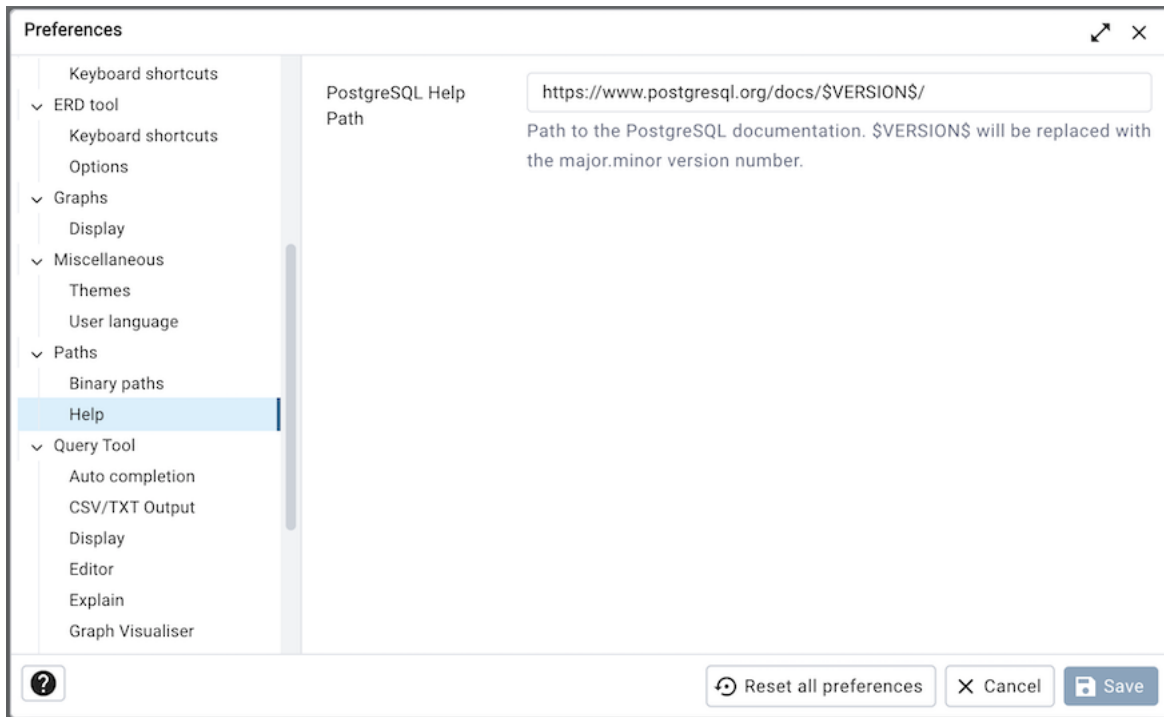 Preferences
Keyboard shortcuts
ERD tool
Keyboard shortcuts
Options
Graphs
Display
Miscellaneous
Themes
User language
Paths
Binary paths
Help
Query Tool
Auto completion
CSV/TXT Output
Display
Editor
Explain
Graph Visualiser
PostgreSQL Help
Path
https://www.postgresql.org/docs/$VERSION$/
Path to the PostgreSQL documentation. $VERSION$ will be replaced with
the major.minor version number.
?
Reset all preferences
Cancel
Save